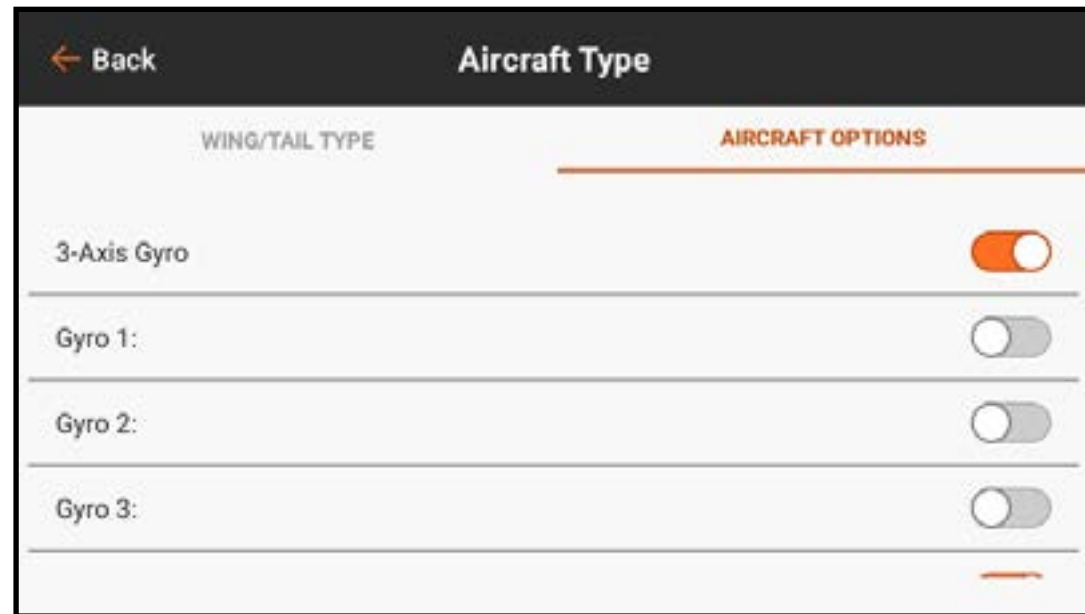 Back
Aircraft Type
WING/TAIL TYPE
AIRCRAFT OPTIONS
3-Axis Gyro
Gyro 1:
Gyro 2:
Gyro 3: